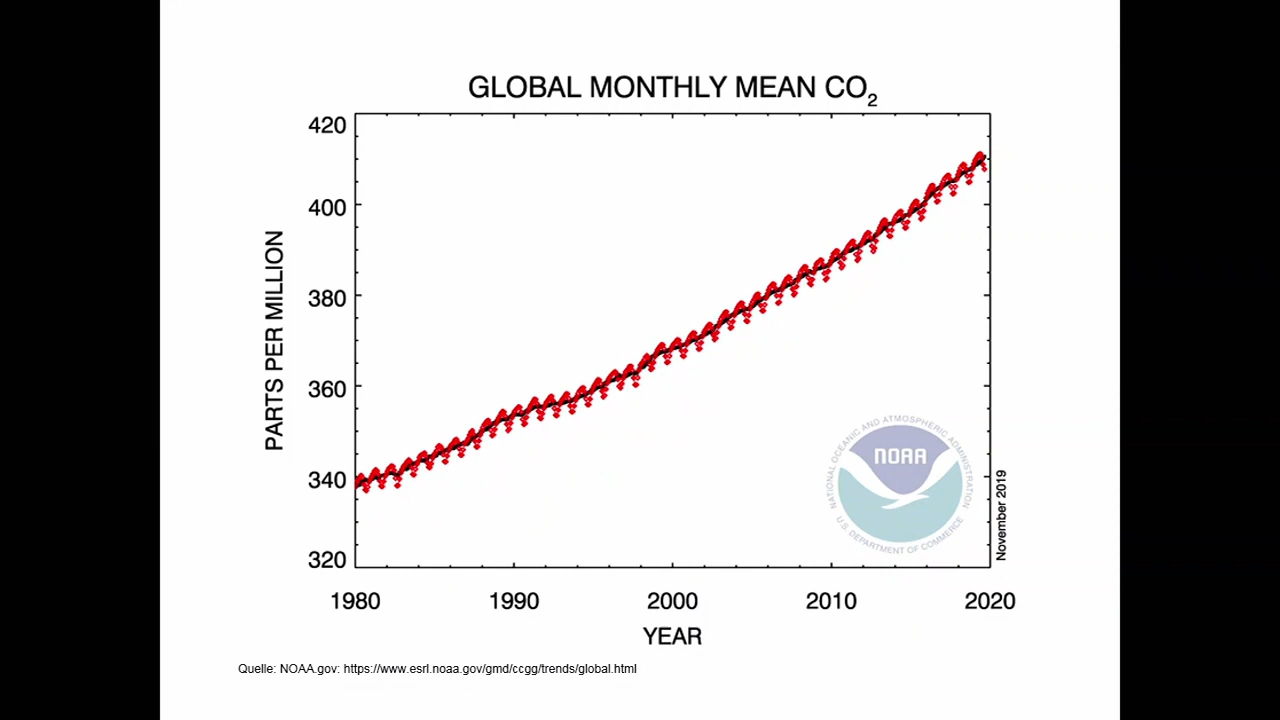 GLOBAL MONTHLY MEAN CO₂
420
400
380
360
340
320
PARTS PER MILLION
1980 1990 2000 2010 2020
YEAR
NATIONAL OCEANIC AND ATMOSPHERIC ADMINISTRATION
NOAA
U.S. DEPARTMENT OF COMMERCE
November 2019
Quelle: NOAA.gov: https://www.esrl.noaa.gov/gmd/ccgg/trends/global.html